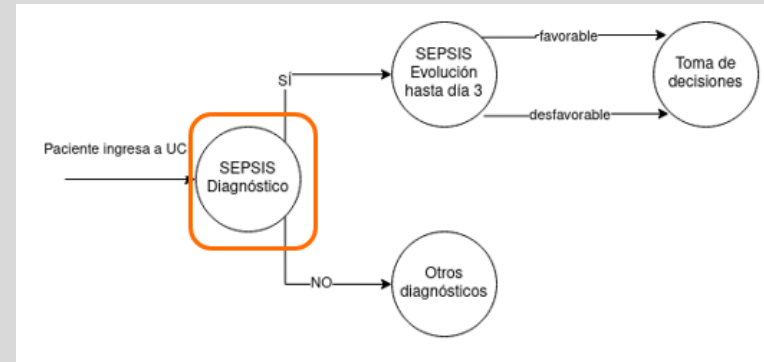 Paciente ingresa a UC
SEPSIS
Diagnóstico
SÍ
SEPSIS
Evolución
hasta día 3
favorable
desfavorable
Toma de
decisiones
NO
Otros
diagnósticos